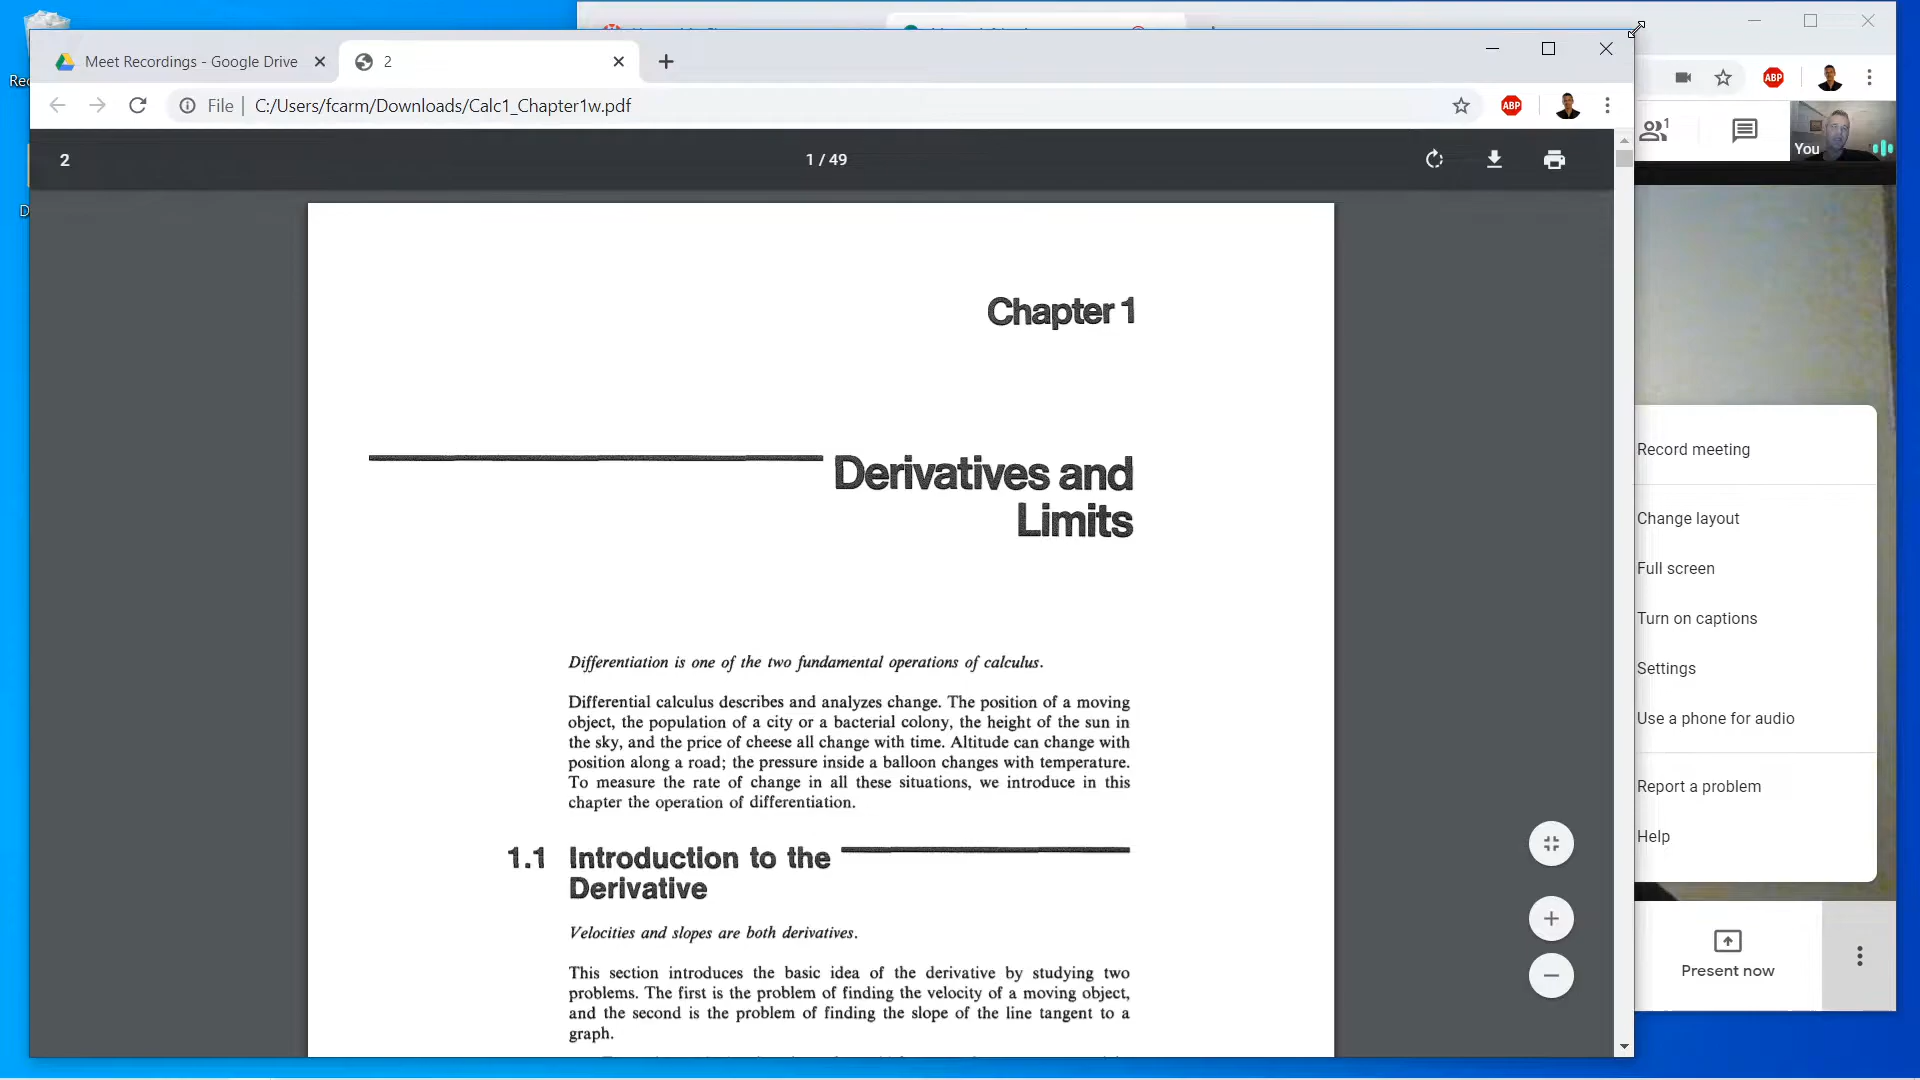 Meet Recordings - Google Drive
2
File
C:/Users/fcarm/Downloads/Calc1_Chapter1w.pdf
ABP
ABP
2
1 / 49
1
You
Chapter 1
Derivatives and
Limits
Differentiation is one of the two fundamental operations of calculus.
Differential calculus describes and analyzes change. The position of a moving
object, the population of a city or a bacterial colony, the height of the sun in
the sky, and the price of cheese all change with time. Altitude can change with
position along a road; the pressure inside a balloon changes with temperature.
To measure the rate of change in all these situations, we introduce in this
chapter the operation of differentiation.
1.1 Introduction to the
Derivative
Velocities and slopes are both derivatives.
This section introduces the basic idea of the derivative by studying two
problems. The first is the problem of finding the velocity of a moving object,
and the second is the problem of finding the slope of the line tangent to a
graph.
Record meeting
Change layout
Full screen
Turn on captions
Settings
Use a phone for audio
Report a problem
Help
Present now